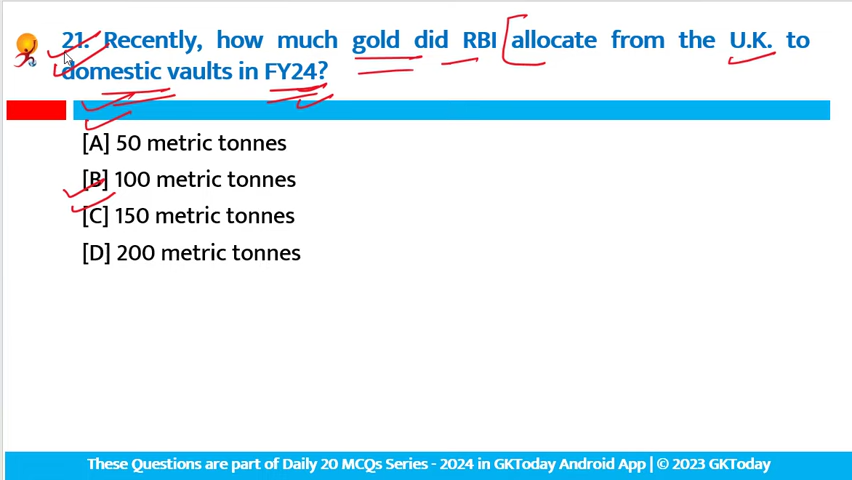 21. Recently, how much gold did RBI allocate from the U.K. to
domestic vaults in FY24?
[A] 50 metric tonnes
[B] 100 metric tonnes
[C] 150 metric tonnes
[D] 200 metric tonnes
These Questions are part of Daily 20 MCQs Series - 2024 in GKToday Android App | © 2023 GKToday